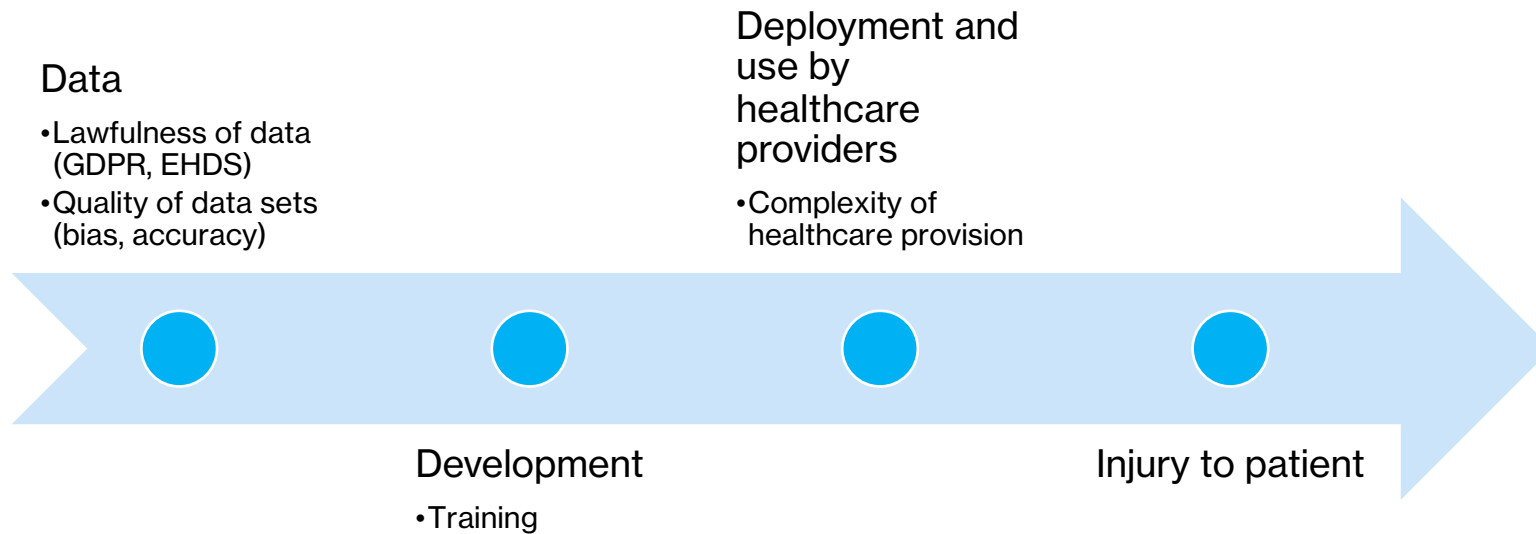 Data
•Lawfulness of data
(GDPR, EHDS)
•Quality of data sets
(bias, accuracy)
Development
•Training
Deployment and
use by
healthcare
providers
•Complexity of
healthcare provision
Injury to patient